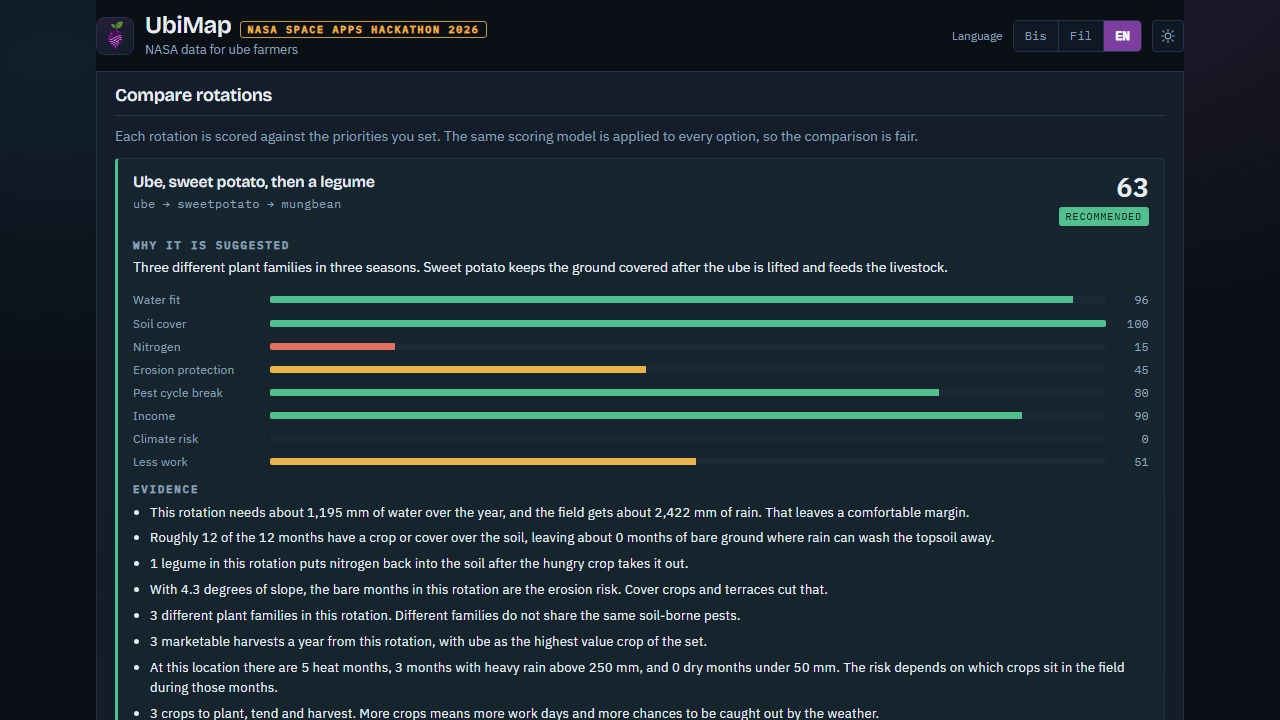 UbiMap NASA SPACE APPS HACKATHON 2026
NASA data for ube farmers
Language Bis Fil EN
Compare rotations
Each rotation is scored against the priorities you set. The same scoring model is applied to every option, so the comparison is fair.
Ube, sweet potato, then a legume 63
ube → sweetpotato → mungbean
RECOMMENDED
WHY IT IS SUGGESTED
Three different plant families in three seasons. Sweet potato keeps the ground covered after the ube is lifted and feeds the livestock.
Water fit 96
Soil cover 100
Nitrogen 15
Erosion protection 45
Pest cycle break 80
Income 90
Climate risk 0
Less work 51
EVIDENCE
• This rotation needs about 1,195 mm of water over the year, and the field gets about 2,422 mm of rain. That leaves a comfortable margin.
• Roughly 12 of the 12 months have a crop or cover over the soil, leaving about 0 months of bare ground where rain can wash the topsoil away.
• 1 legume in this rotation puts nitrogen back into the soil after the hungry crop takes it out.
• With 4.3 degrees of slope, the bare months in this rotation are the erosion risk. Cover crops and terraces cut that.
• 3 different plant families in this rotation. Different families do not share the same soil-borne pests.
• 3 marketable harvests a year from this rotation, with ube as the highest value crop of the set.
• At this location there are 5 heat months, 3 months with heavy rain above 250 mm, and 0 dry months under 50 mm. The risk depends on which crops sit in the field
during those months.
• 3 crops to plant, tend and harvest. More crops means more work days and more chances to be caught out by the weather.